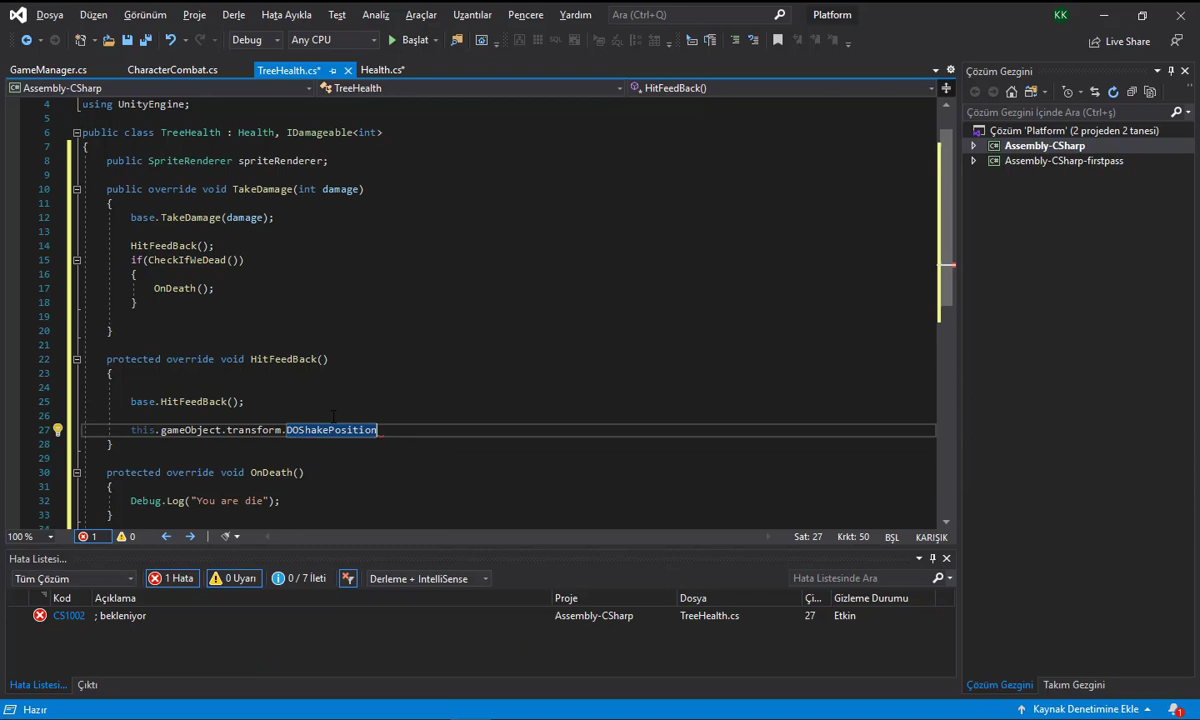 Dosya Düzen Görünüm Proje Derle Hata Ayıkla Test Analiz Araçlar Uzantılar Pencere Yardım Ara (Ctrl+Q) Platform KK
Debug Any CPU Başlat Live Share
GameManager.cs CharacterCombat.cs TreeHealth.cs* Health.cs*
Assembly-CSharp TreeHealth HitFeedBack()
4 using UnityEngine;
5
6 public class TreeHealth : Health, IDamageable<int>
7 {
8 public SpriteRenderer spriteRenderer;
9
10 public override void TakeDamage(int damage)
11 {
12 base.TakeDamage(damage);
13
14 HitFeedBack();
15 if(CheckIfWeDead())
16 {
17 OnDeath();
18 }
19
20 }
21
22 protected override void HitFeedBack()
23 {
24
25 base.HitFeedBack();
26
27 this.gameObject.transform.DOShakePosition
28 }
29
30 protected override void OnDeath()
31 {
32 Debug.Log("You are die");
33 }
34
100 % 1 0 Sat: 27 Krkt: 50 BŞL KARIŞIK
Hata Listesi...
Tüm Çözüm 1 Hata 0 Uyarı 0 / 7 İleti Derleme + IntelliSense Hata Listesinde Ara
Kod Açıklama Proje Dosya Çi... Gizleme Durumu
CS1002 ; bekleniyor Assembly-CSharp TreeHealth.cs 27 Etkin
Hata Listesi... Çıktı
Çözüm Gezgini
Çözüm Gezgini İçinde Ara (Ctrl+ş)
Çözüm 'Platform' (2 projeden 2 tanesi)
Assembly-CSharp
Assembly-CSharp-firstpass
Çözüm Gezgini Takım Gezgini
Hazır Kaynak Denetimine Ekle 1